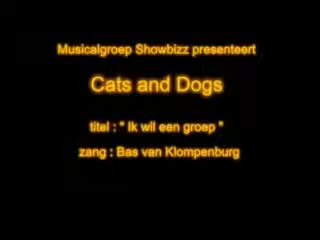 Musicalgroep Showbizz presenteert
Cats and Dogs
titel : " Ik wil een groep "
zang : Bas van Klompenburg